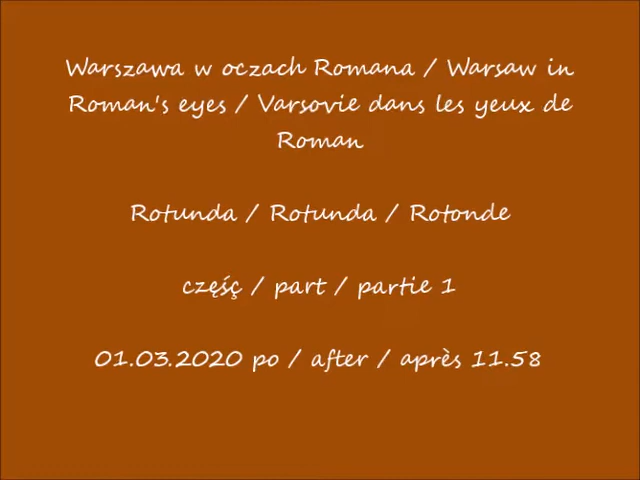 Warszawa w oczach Romana / Warsaw in
Roman's eyes / Varsovie dans les yeux de
Roman
Rotunda / Rotunda / Rotonde
częśç / part / partie 1
01.03.2020 po / after / après 11.58